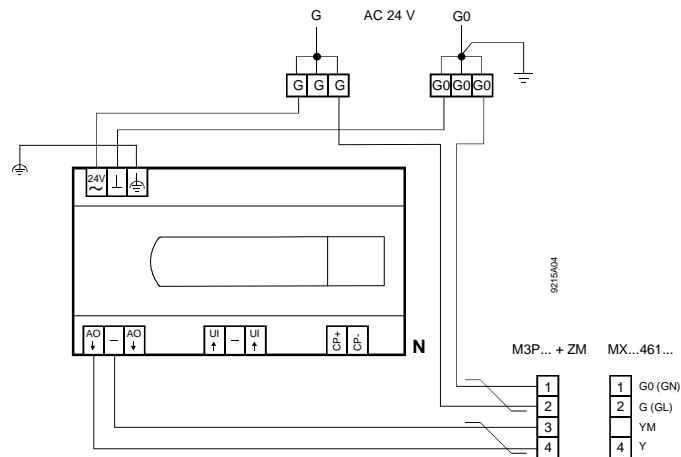 G AC 24 V G0
G G G G0 G0 G0
24V
9215A04
AO – AO UI – UI CP+ CP- N
M3P... + ZM MX...461...
1 1 G0 (GN)
2 2 G (GL)
3 YM
4 4 Y